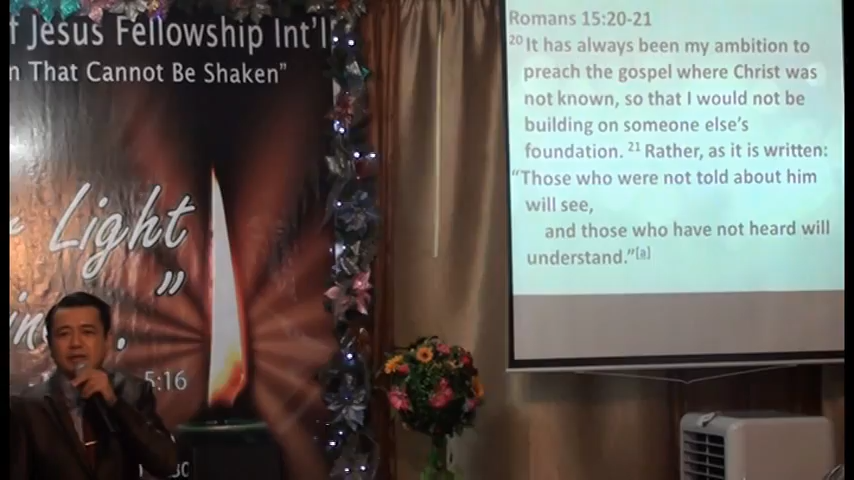 Jesus Fellowship Int'l
That Cannot Be Shaken"
Light
"
5:16
Romans 15:20-21
20 It has always been my ambition to
preach the gospel where Christ was
not known, so that I would not be
building on someone else's
foundation. 21 Rather, as it is written:
"Those who were not told about him
will see,
and those who have not heard will
understand."[a]